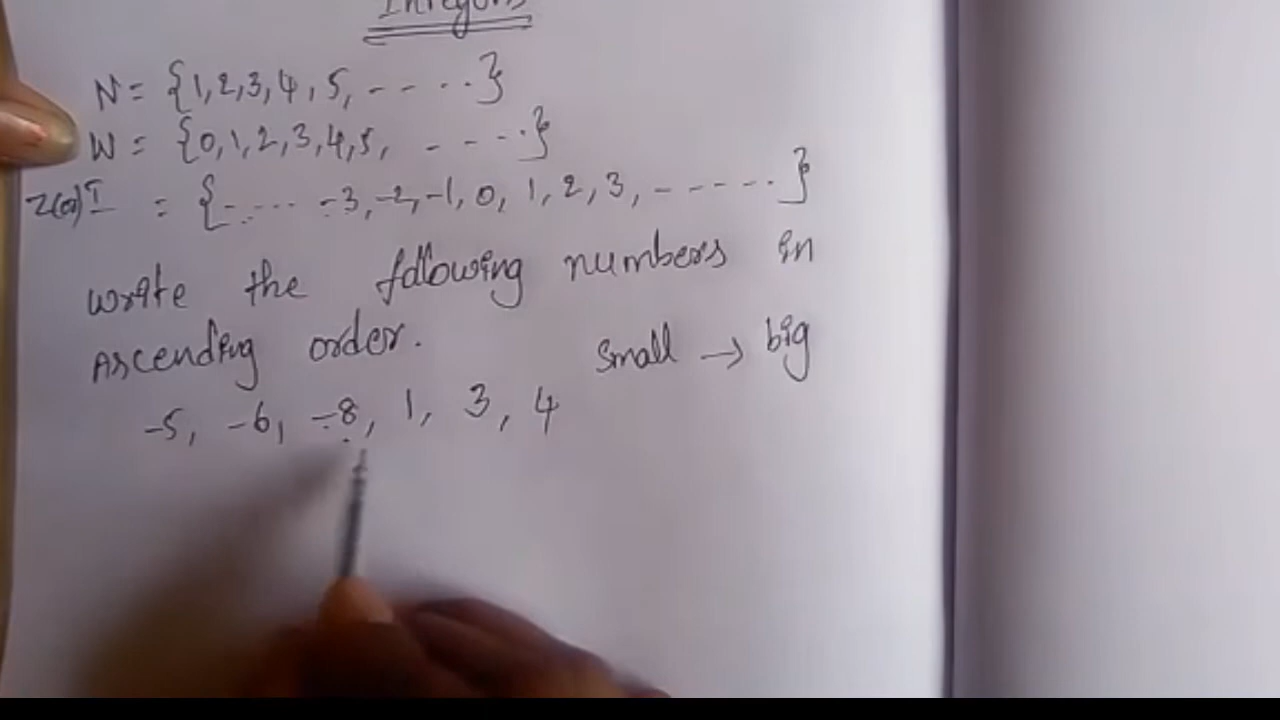 Integers
N = {1,2,3,4,5, - - - - -}
W = {0,1,2,3,4,5, - - - - -}
Z(or) I = {- - - - - -3, -2, -1, 0, 1, 2, 3, - - - - - -}
write the following numbers in
Ascending order. Small → big
-5, -6, -8, 1, 3, 4